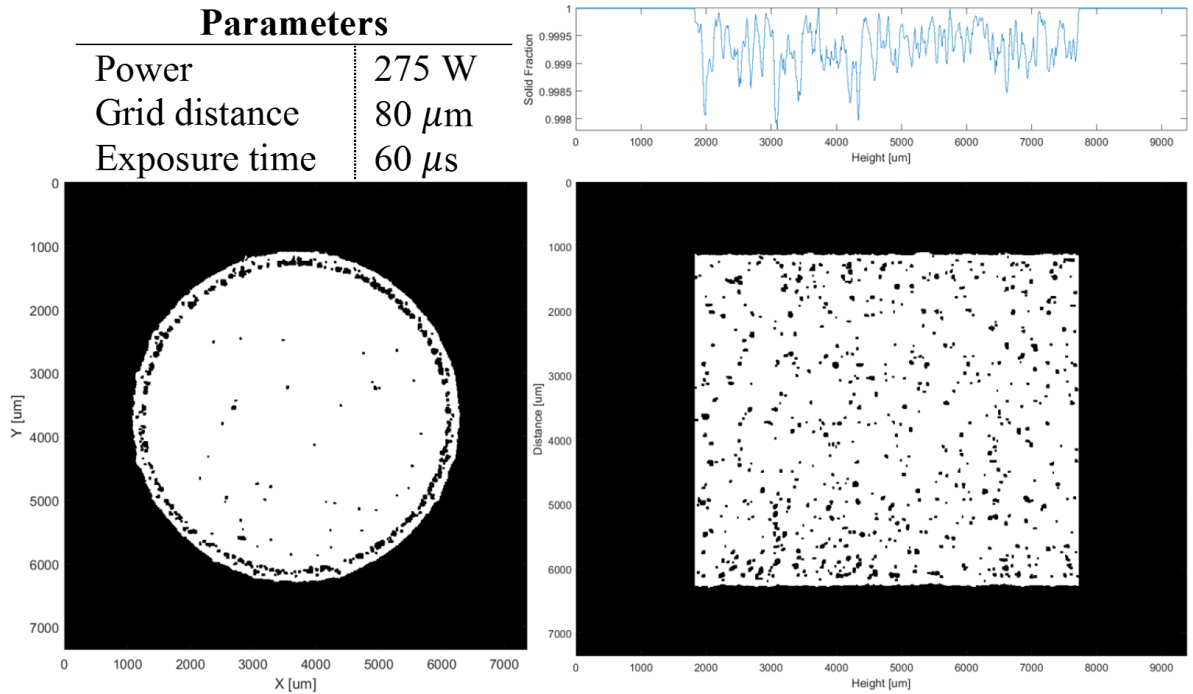 Parameters
Power 275 W
Grid distance 80 μm
Exposure time 60 μs
Solid Fraction
1
0.9995
0.999
0.9985
0.998
0 1000 2000 3000 4000 5000 6000 7000 8000 9000
Height [um]
Y [um]
0
1000
2000
3000
4000
5000
6000
7000
0 1000 2000 3000 4000 5000 6000 7000
X [um]
Distance [um]
0
1000
2000
3000
4000
5000
6000
7000
0 1000 2000 3000 4000 5000 6000 7000 8000 9000
Height [um]